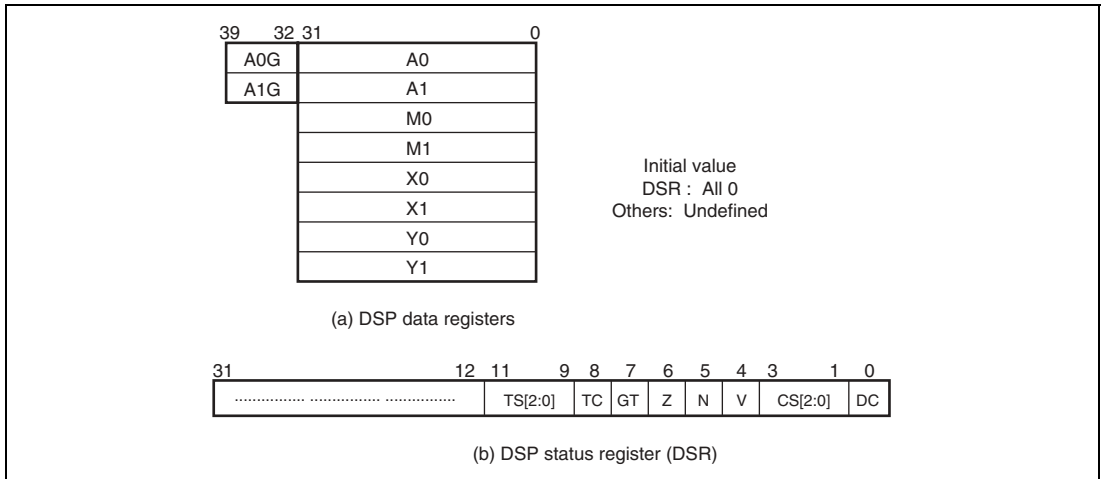 39 32 31 0
A0G A0
A1G A1
M0
M1
X0
X1
Y0
Y1
Initial value
DSR : All 0
Others: Undefined
(a) DSP data registers
31 12 11 9 8 7 6 5 4 3 1 0
................ ................ ................ TS[2:0] TC GT Z N V CS[2:0] DC
(b) DSP status register (DSR)